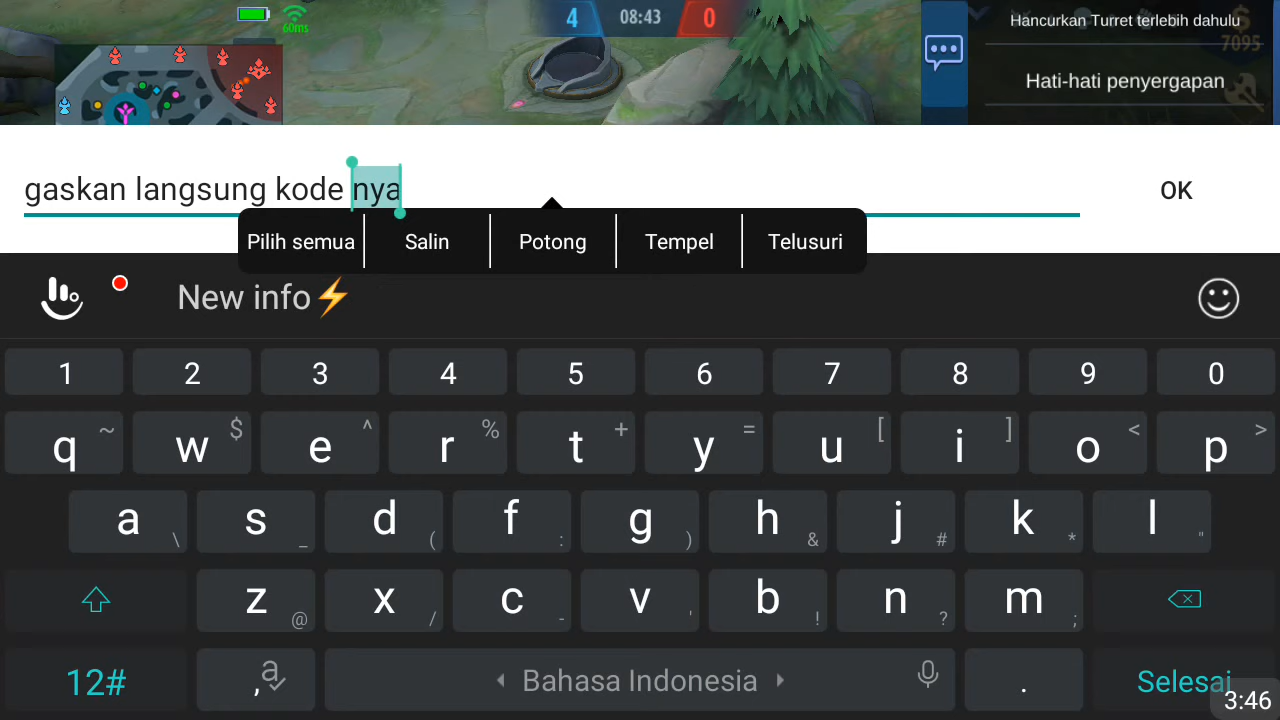 60ms
4 08:43 0
Hancurkan Turret terlebih dahulu
7095
Hati-hati penyergapan
gaskan langsung kode nya
OK
Pilih semua Salin Potong Tempel Telusuri
New info⚡
1 2 3 4 5 6 7 8 9 0
q ~ w $ e ^ r % t + y = u [ i ] o < p >
a \ s _ d ( f : g ) h & j # k * l "
z @ x / c - v ' b ! n ? m ;
12# , a Bahasa Indonesia . Selesai
3:46